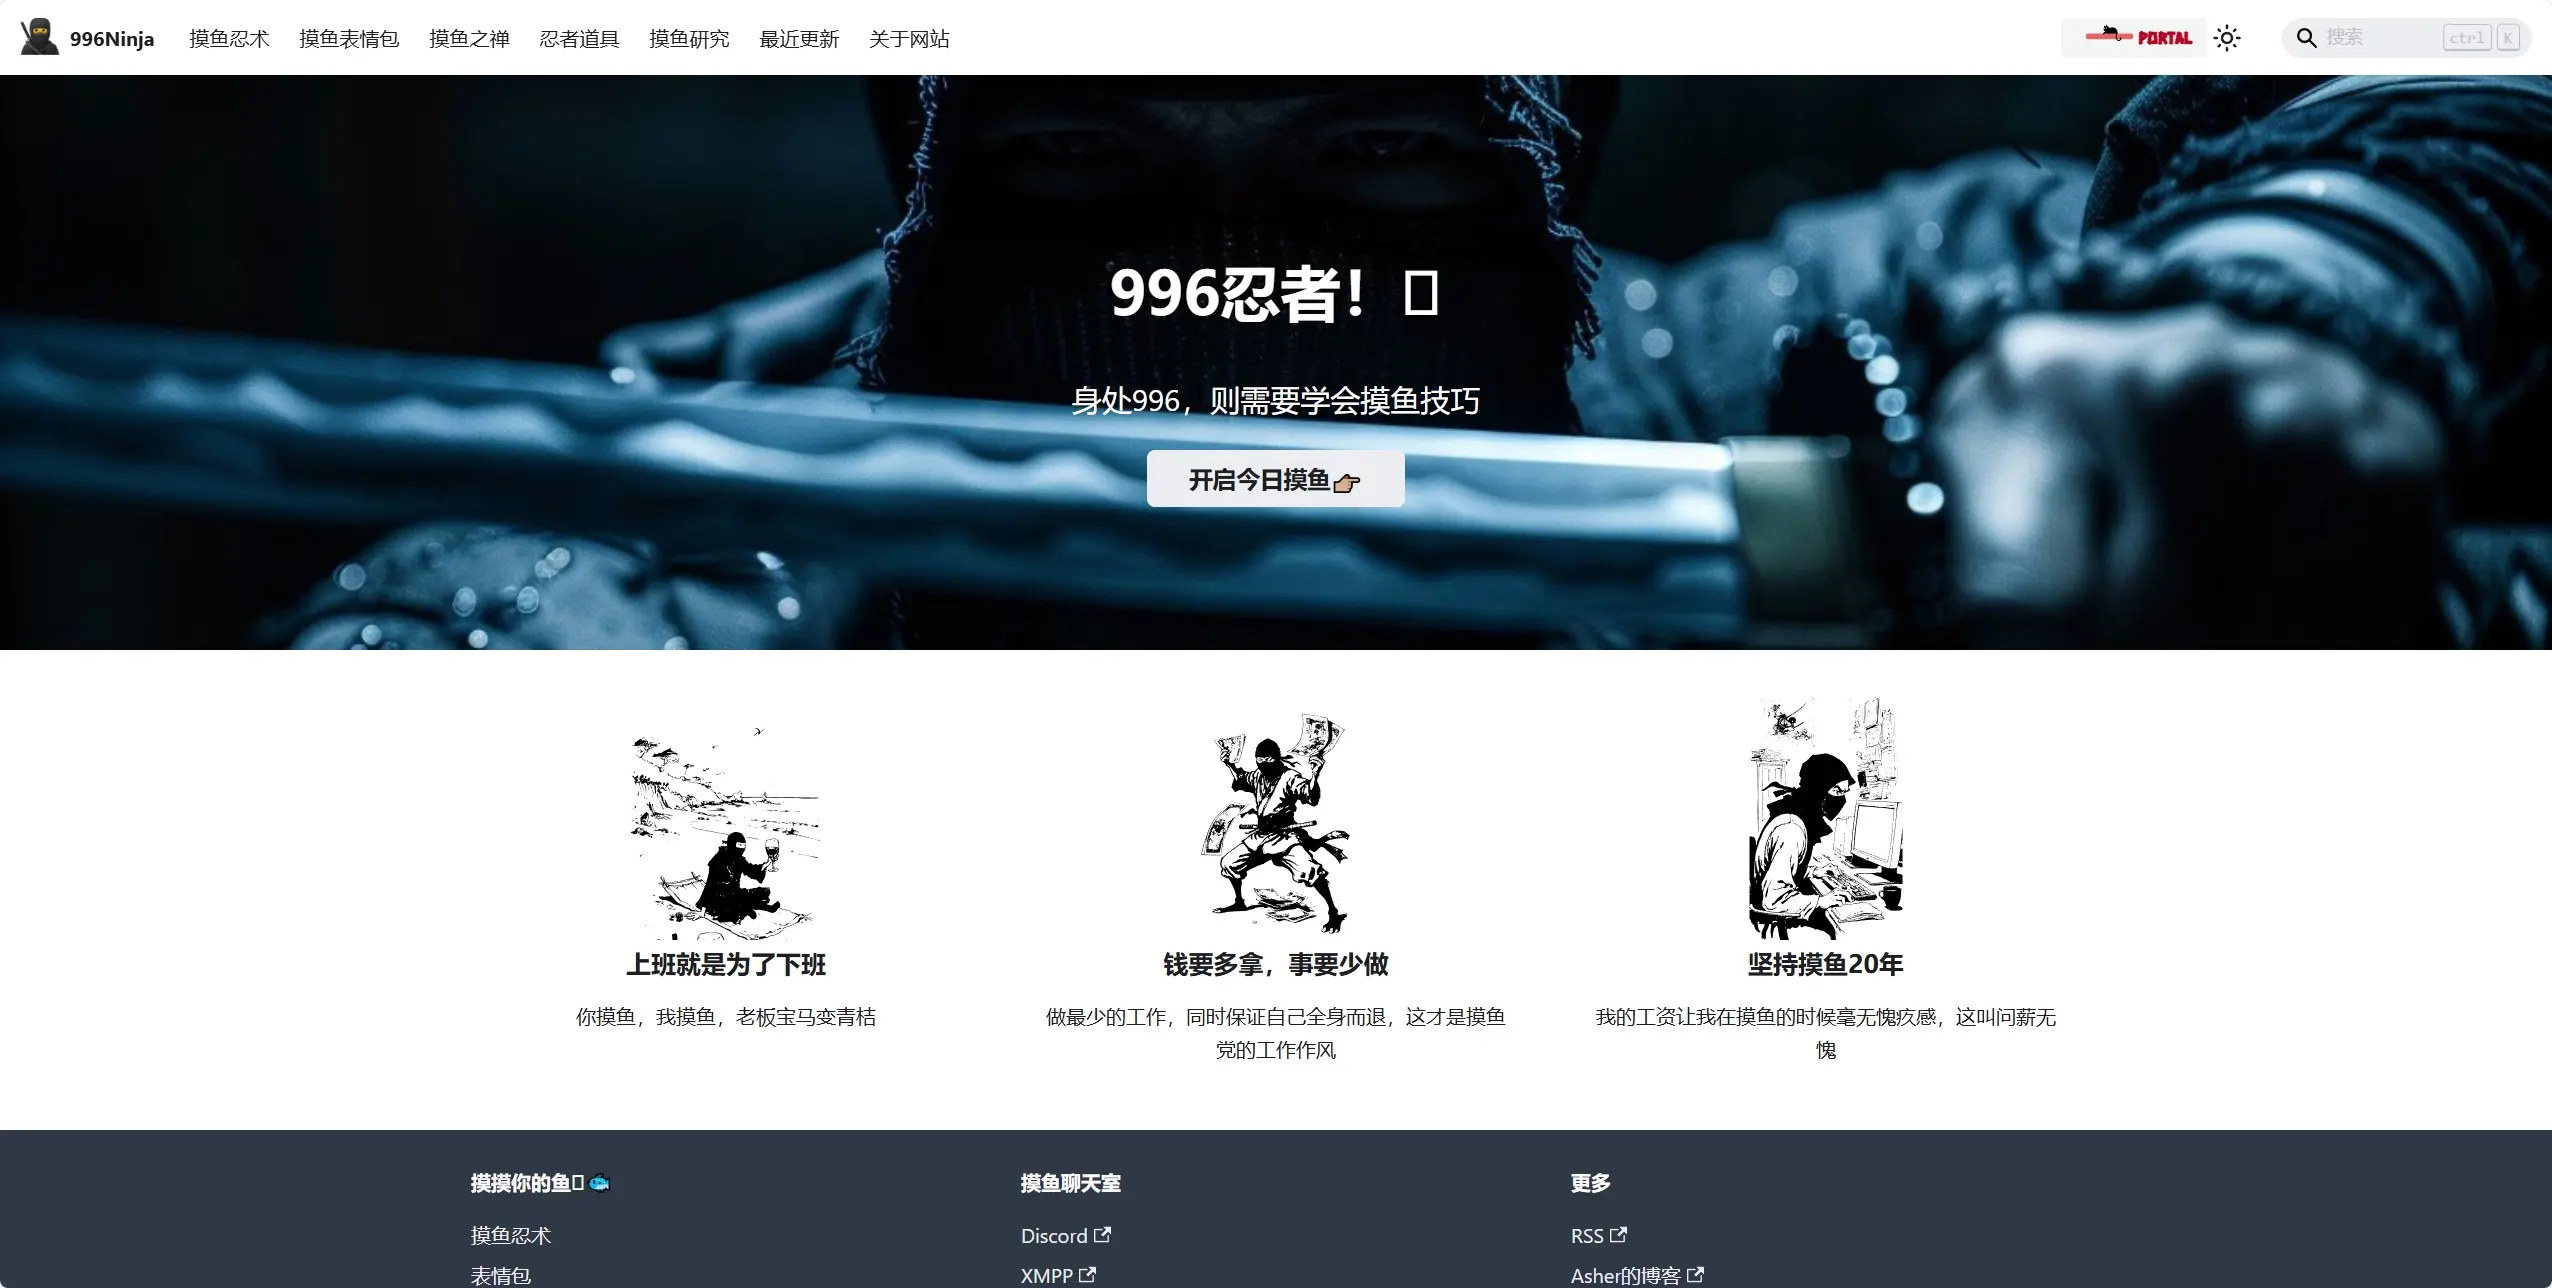 996Ninja
摸鱼忍术
摸鱼表情包
摸鱼之禅
忍者道具
摸鱼研究
最近更新
关于网站
PORTAL
搜索
ctrl K
996忍者！
身处996，则需要学会摸鱼技巧
开启今日摸鱼👉🏼
上班就是为了下班
你摸鱼，我摸鱼，老板宝马变青桔
钱要多拿，事要少做
做最少的工作，同时保证自己全身而退，这才是摸鱼
党的工作作风
坚持摸鱼20年
我的工资让我在摸鱼的时候毫无愧疚感，这叫问薪无
愧
摸摸你的鱼🐟
摸鱼忍术
表情包
摸鱼聊天室
Discord
XMPP
更多
RSS
Asher的博客